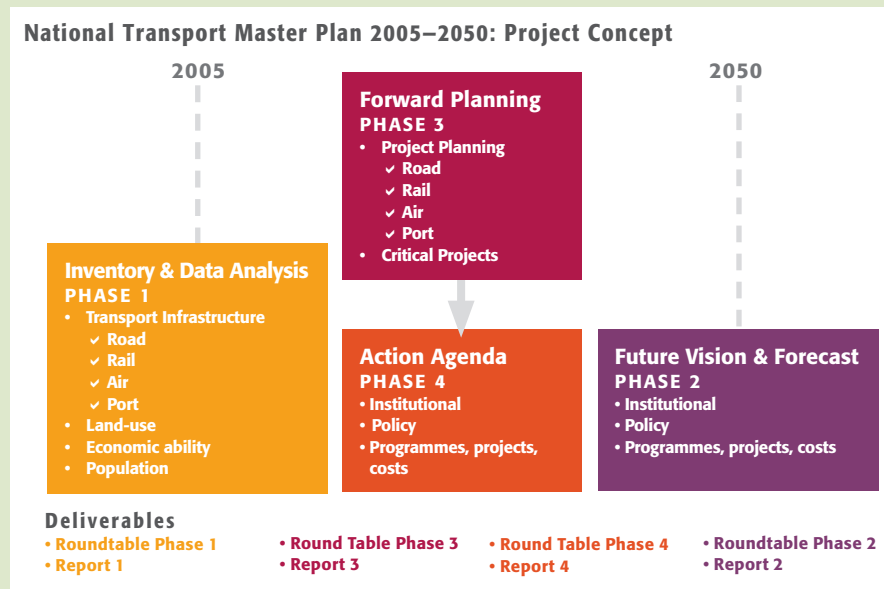 National Transport Master Plan 2005–2050: Project Concept
2005
2050
Forward Planning
PHASE 3
• Project Planning
✓ Road
✓ Rail
✓ Air
✓ Port
• Critical Projects
Inventory & Data Analysis
PHASE 1
• Transport Infrastructure
✓ Road
✓ Rail
✓ Air
✓ Port
• Land-use
• Economic ability
• Population
Action Agenda
PHASE 4
• Institutional
• Policy
• Programmes, projects,
costs
Future Vision & Forecast
PHASE 2
• Institutional
• Policy
• Programmes, projects, costs
Deliverables
• Roundtable Phase 1
• Report 1
• Round Table Phase 3
• Report 3
• Round Table Phase 4
• Report 4
• Roundtable Phase 2
• Report 2